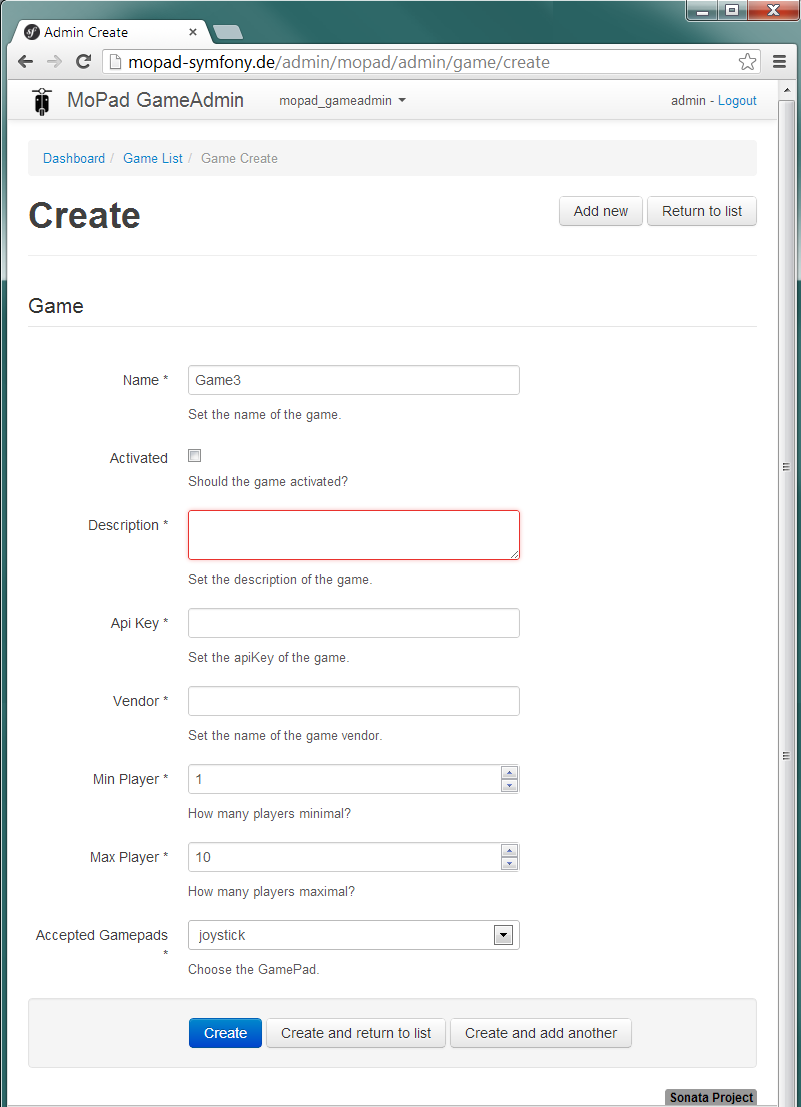 Admin Create
mopad-symfony.de/admin/mopad/admin/game/create
MoPad GameAdmin mopad_gameadmin admin - Logout
Dashboard / Game List / Game Create
Create Add new Return to list
Game
Name * Game3
Set the name of the game.
Activated
Should the game activated?
Description *
Set the description of the game.
Api Key *
Set the apiKey of the game.
Vendor *
Set the name of the game vendor.
Min Player * 1
How many players minimal?
Max Player * 10
How many players maximal?
Accepted Gamepads joystick
*
Choose the GamePad.
Create Create and return to list Create and add another
Sonata Project